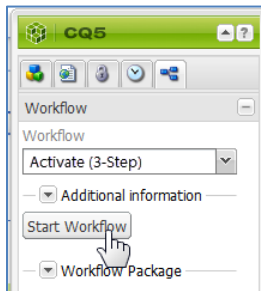 CQ5
?
Workflow
Workflow
Activate (3-Step)
Additional information
Start Workflow
Workflow Package